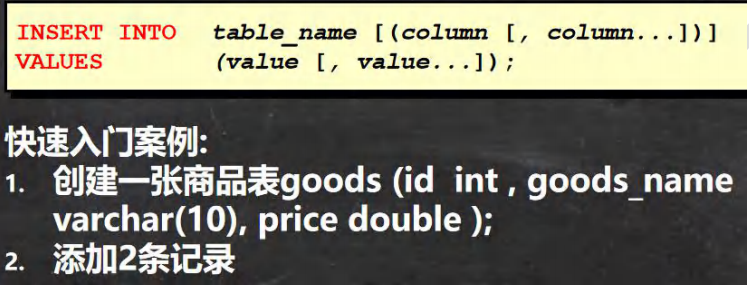 INSERT INTO table_name [(column [, column...])]
VALUES (value [, value...]);
快速入门案例:
1. 创建一张商品表goods (id int , goods_name
varchar(10), price double );
2. 添加2条记录